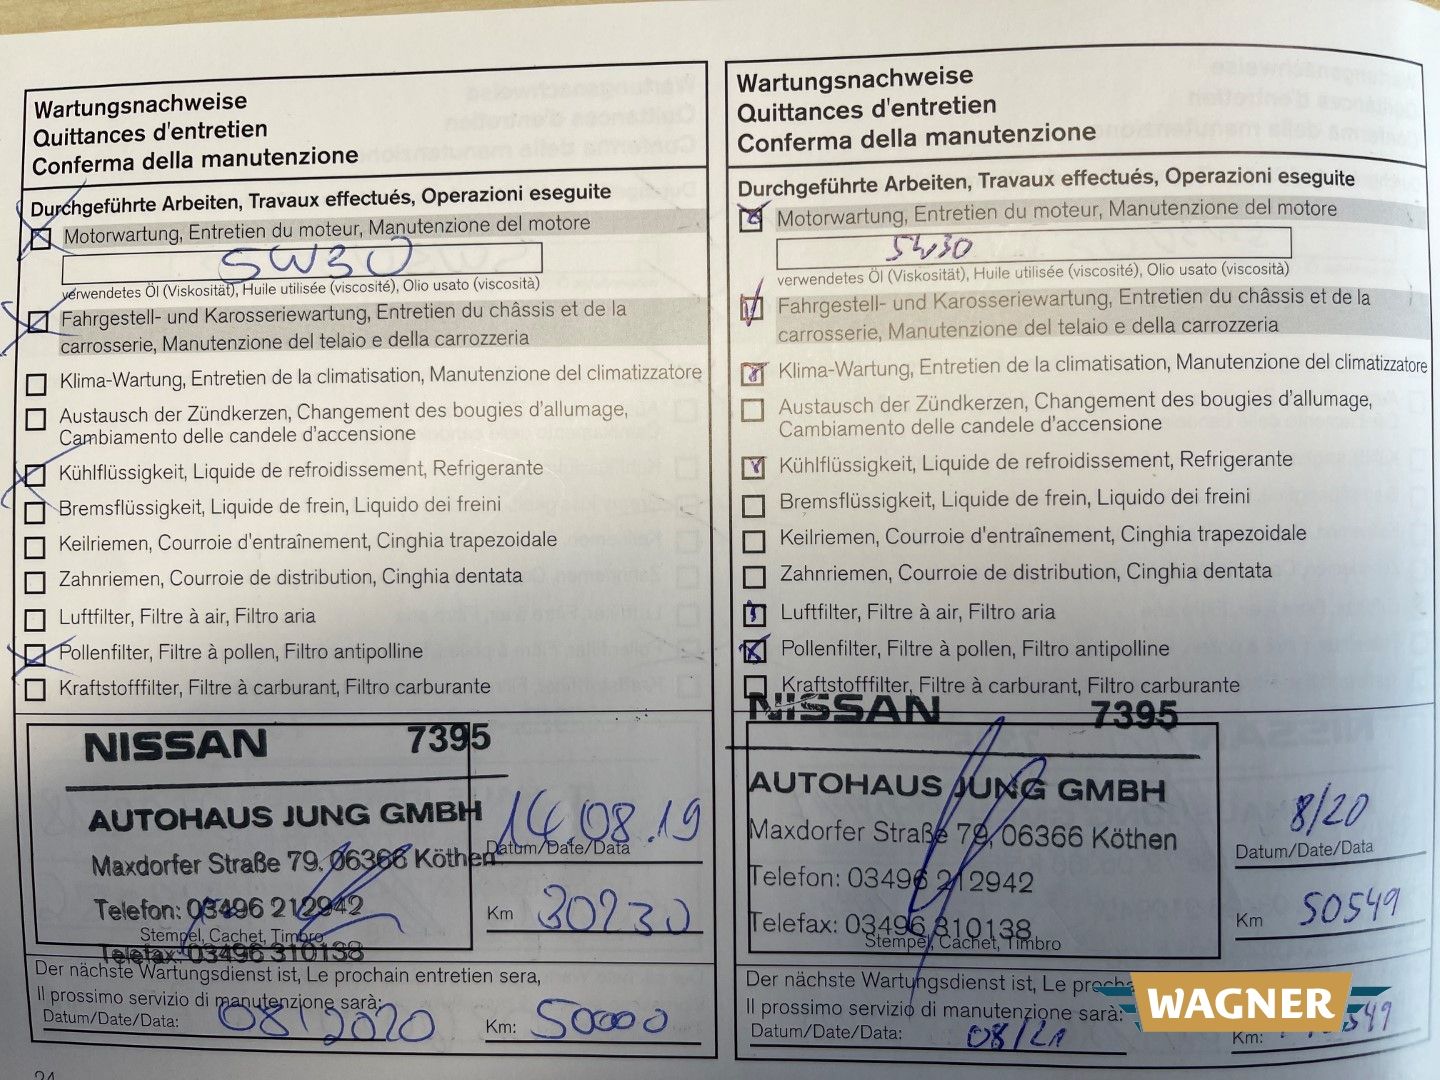 Wartungsnachweise
Quittances d'entretien
Conferma della manutenzione
Durchgeführte Arbeiten, Travaux effectués, Operazioni eseguite
Motorwartung, Entretien du moteur, Manutenzione del motore
5W30
verwendetes Öl (Viskosität), Huile utilisée (viscosité), Olio usato (viscosità)
Fahrgestell- und Karosseriewartung, Entretien du châssis et de la
carrosserie, Manutenzione del telaio e della carrozzeria
Klima-Wartung, Entretien de la climatisation, Manutenzione del climatizzatore
Austausch der Zündkerzen, Changement des bougies d'allumage,
Cambiamento delle candele d'accensione
Kühlflüssigkeit, Liquide de refroidissement, Refrigerante
Bremsflüssigkeit, Liquide de frein, Liquido dei freini
Keilriemen, Courroie d'entraînement, Cinghia trapezoidale
Zahnriemen, Courroie de distribution, Cinghia dentata
Luftfilter, Filtre à air, Filtro aria
Pollenfilter, Filtre à pollen, Filtro antipolline
Kraftstofffilter, Filtre à carburant, Filtro carburante
NISSAN 7395
AUTOHAUS JUNG GMBH
Maxdorfer Straße 79, 06366 Köthen
Telefon: 03496 212942
Stempel, Cachet, Timbro
Telefax: 03496 310138
14.08.19
Datum/Date/Data
Km 30230
Der nächste Wartungsdienst ist, Le prochain entretien sera,
Il prossimo servizio di manutenzione sarà:
Datum/Date/Data: 08/2020 Km: 50000
Wartungsnachweise
Quittances d'entretien
Conferma della manutenzione
Durchgeführte Arbeiten, Travaux effectués, Operazioni eseguite
Motorwartung, Entretien du moteur, Manutenzione del motore
5W30
verwendetes Öl (Viskosität), Huile utilisée (viscosité), Olio usato (viscosità)
Fahrgestell- und Karosseriewartung, Entretien du châssis et de la
carrosserie, Manutenzione del telaio e della carrozzeria
Klima-Wartung, Entretien de la climatisation, Manutenzione del climatizzatore
Austausch der Zündkerzen, Changement des bougies d'allumage,
Cambiamento delle candele d'accensione
Kühlflüssigkeit, Liquide de refroidissement, Refrigerante
Bremsflüssigkeit, Liquide de frein, Liquido dei freini
Keilriemen, Courroie d'entraînement, Cinghia trapezoidale
Zahnriemen, Courroie de distribution, Cinghia dentata
Luftfilter, Filtre à air, Filtro aria
Pollenfilter, Filtre à pollen, Filtro antipolline
Kraftstofffilter, Filtre à carburant, Filtro carburante
NISSAN 7395
AUTOHAUS JUNG GMBH
Maxdorfer Straße 79, 06366 Köthen
Telefon: 03496 212942
Telefax: 03496 310138
Stempel, Cachet, Timbro
8/20
Datum/Date/Data
Km 50549
Der nächste Wartungsdienst ist, Le
Il prossimo servizio di manutenzione sarà:
Datum/Date/Data: 08/21 Km:
WAGNER